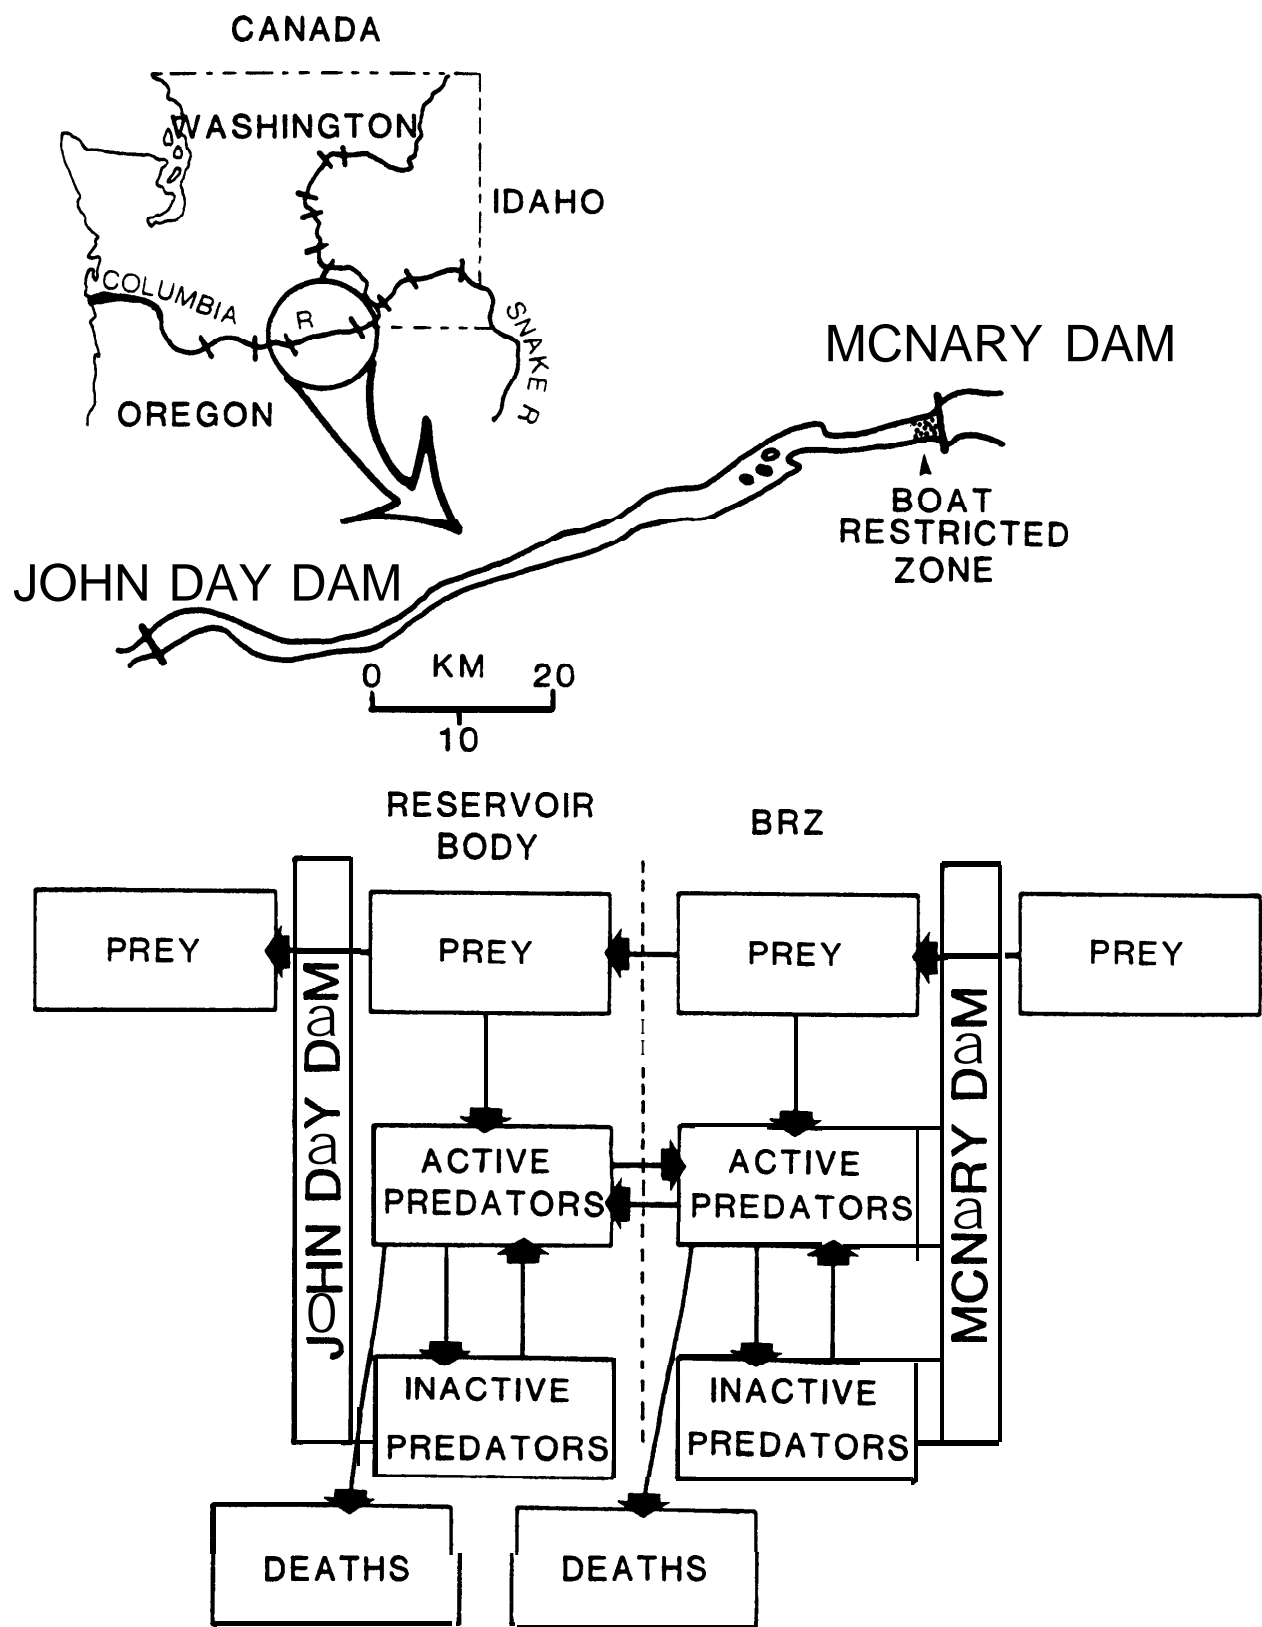 CANADA
WASHINGTON
IDAHO
COLUMBIA
R
SNAKE R
OREGON
MCNARY DAM
BOAT
RESTRICTED
ZONE
JOHN DAY DAM
0 KM 20
10
RESERVOIR
BODY
BRZ
PREY
PREY
PREY
PREY
JOHN DaY DaM
MCNaRY DaM
ACTIVE
PREDATORS
ACTIVE
PREDATORS
INACTIVE
PREDATORS
INACTIVE
PREDATORS
DEATHS
DEATHS